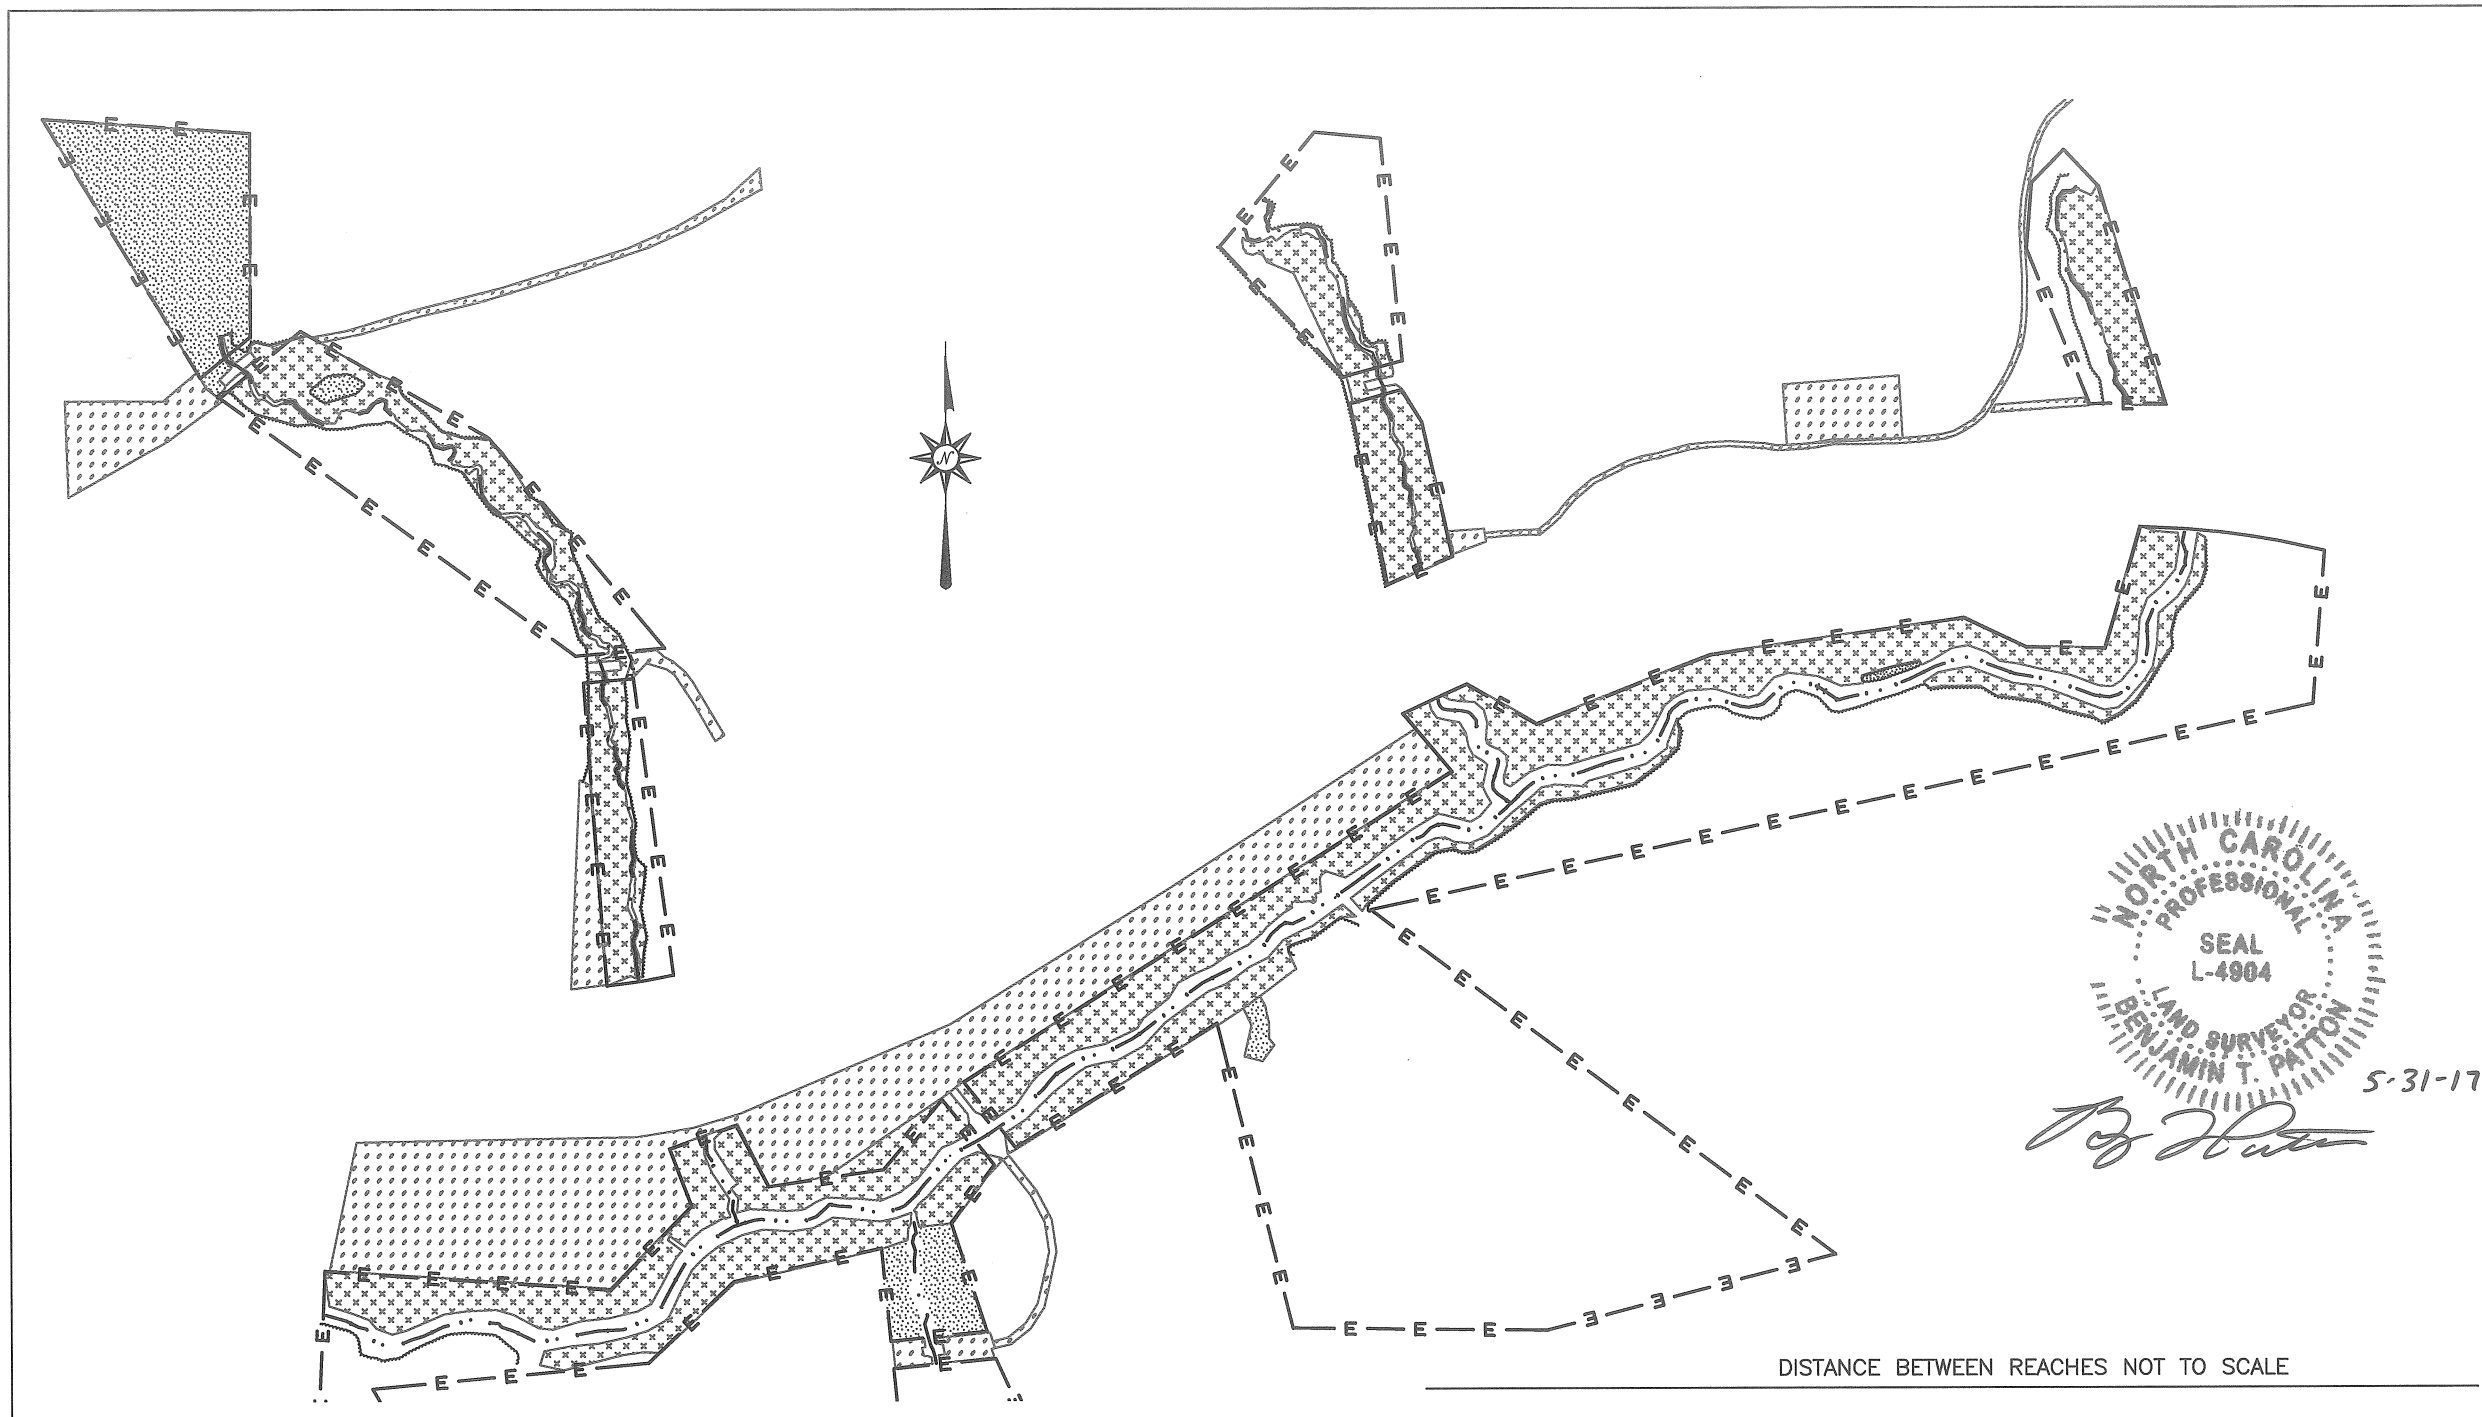 N
NORTH CAROLINA
PROFESSIONAL
SEAL
L-4904
LAND SURVEYOR
BENJAMIN T. PATTON
5-31-17
DISTANCE BETWEEN REACHES NOT TO SCALE